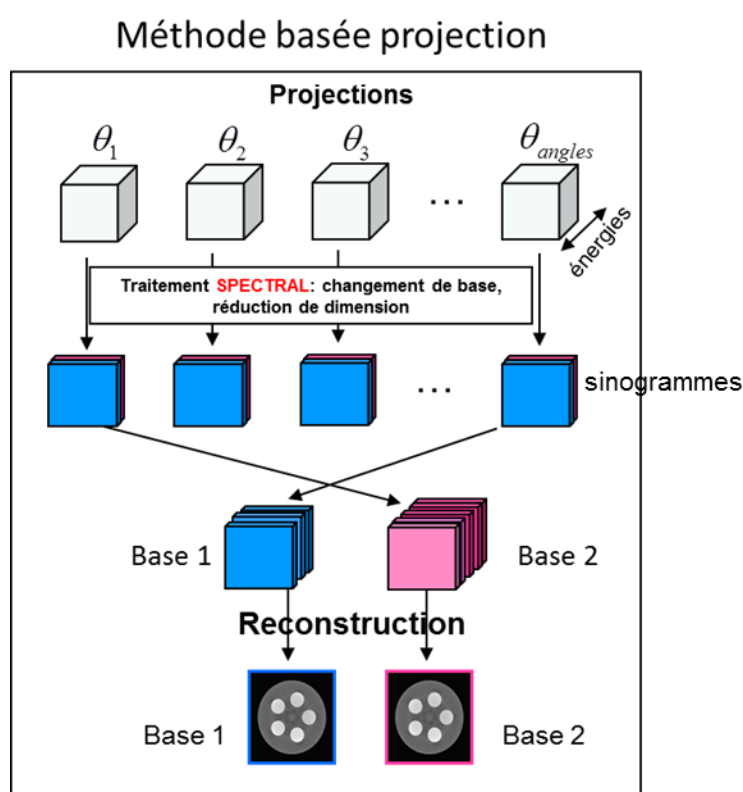 Méthode basée projection
Projections
θ1 θ2 θ3 ... θangles
énergies
Traitement SPECTRAL: changement de base,
réduction de dimension
... sinogrammes
Base 1 Base 2
Reconstruction
Base 1 Base 2